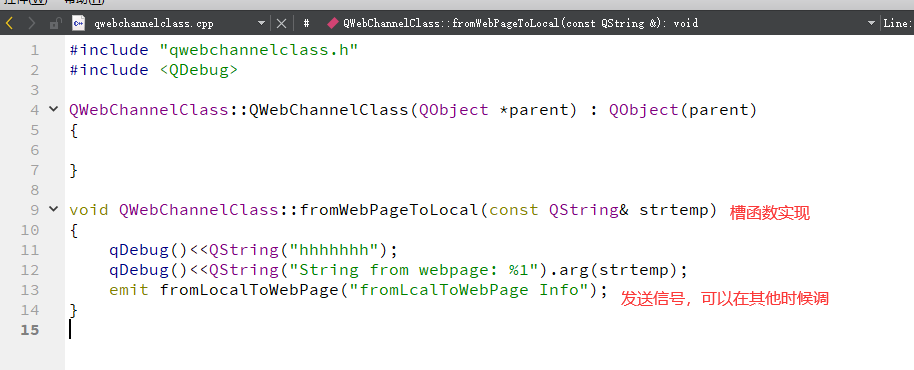 qwebchannelclass.cpp # QWebChannelClass::fromWebPageToLocal(const QString &): void Line:
1 #include "qwebchannelclass.h"
2 #include <QDebug>
3
4 QWebChannelClass::QWebChannelClass(QObject *parent) : QObject(parent)
5 {
6
7 }
8
9 void QWebChannelClass::fromWebPageToLocal(const QString& strtemp) 槽函数实现
10 {
11 qDebug()<<QString("hhhhhhh");
12 qDebug()<<QString("String from webpage: %1").arg(strtemp);
13 emit fromLocalToWebPage("fromLcalToWebPage Info"); 发送信号，可以在其他时候调
14 }
15